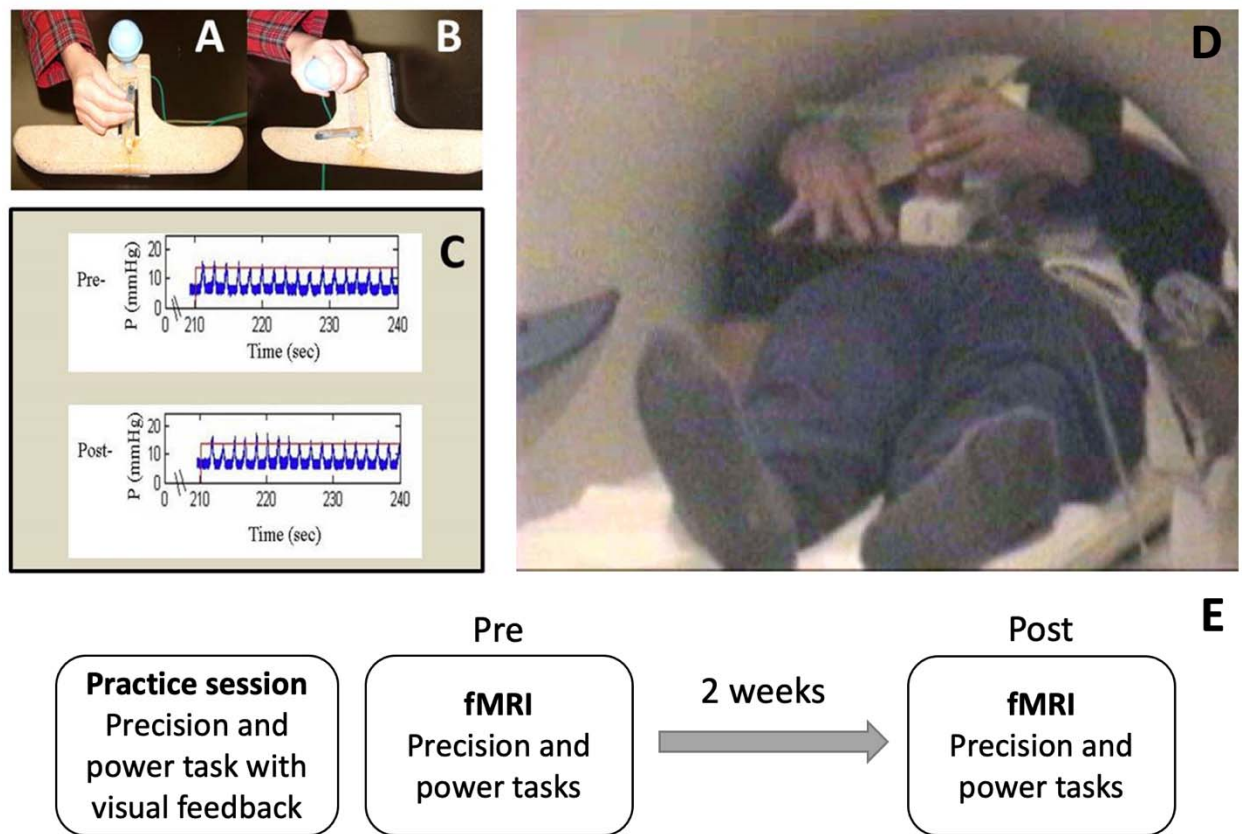 A
B
D
C
Pre-
P (mmHg)
20
10
0
0 210 220 230 240
Time (sec)
Post-
P (mmHg)
20
10
0
0 210 220 230 240
Time (sec)
E
Pre
Post
Practice session
Precision and
power task with
visual feedback
fMRI
Precision and
power tasks
2 weeks
fMRI
Precision and
power tasks